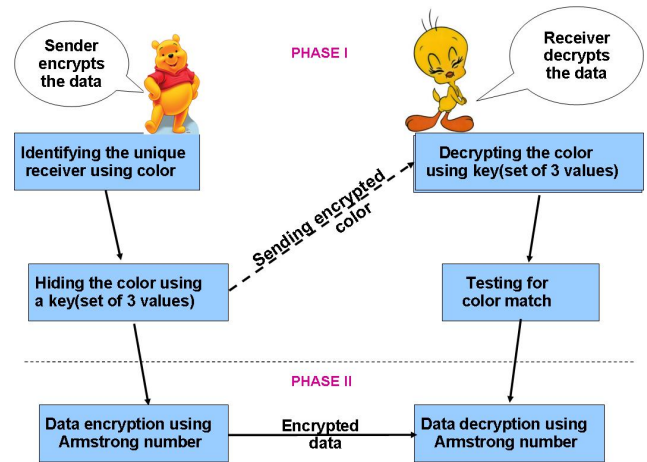 Sender
encrypts
the data
PHASE I
Receiver
decrypts
the data
Identifying the unique
receiver using color
Decrypting the color
using key(set of 3 values)
Sending encrypted
color
Hiding the color using
a key(set of 3 values)
Testing for
color match
PHASE II
Data encryption using
Armstrong number
Encrypted
data
Data decryption using
Armstrong number